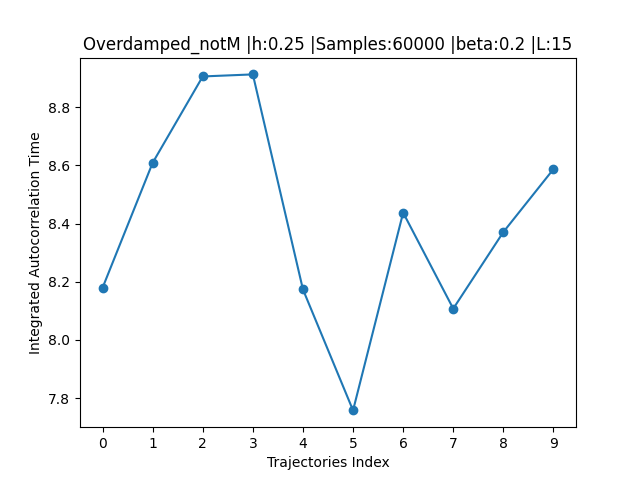 Overdamped_notM |h:0.25 |Samples:60000 |beta:0.2 |L:15
Integrated Autocorrelation Time
8.8
8.6
8.4
8.2
8.0
7.8
0 1 2 3 4 5 6 7 8 9
Trajectories Index